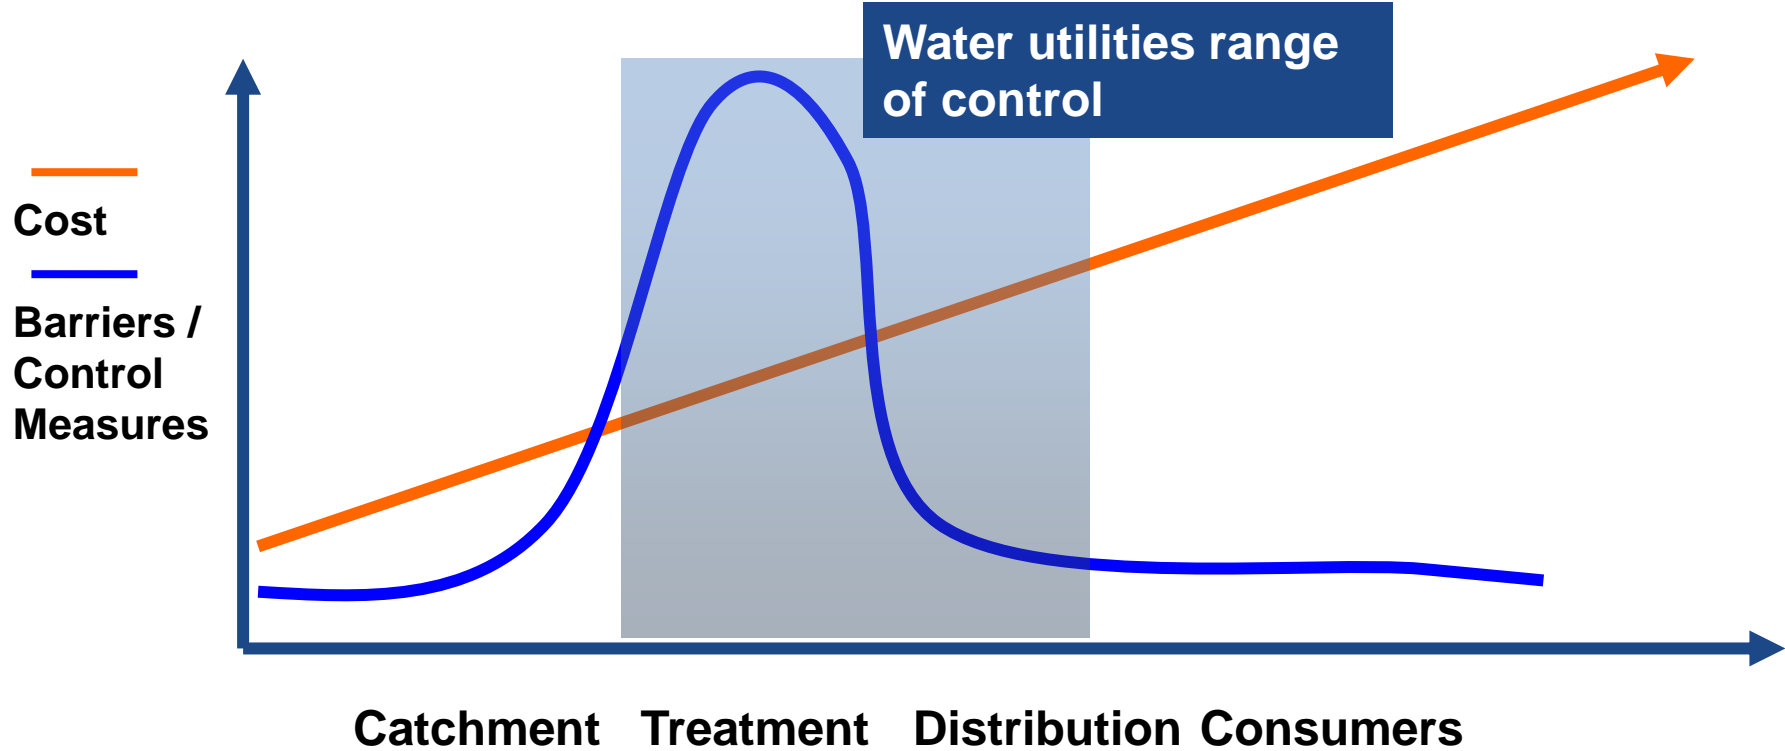 Water utilities range
of control
Cost
Barriers /
Control
Measures
Catchment Treatment Distribution Consumers